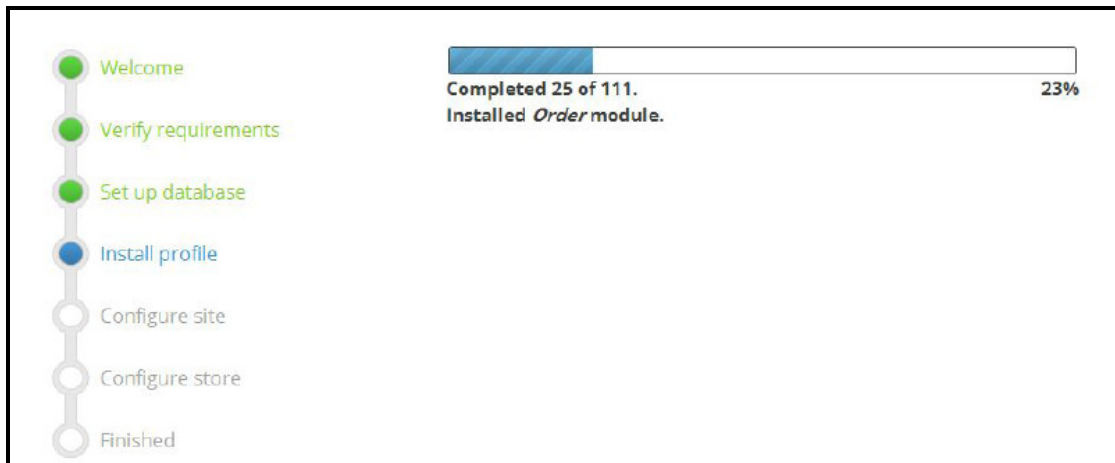 Welcome
Verify requirements
Set up database
Install profile
Configure site
Configure store
Finished
Completed 25 of 111.
23%
Installed Order module.